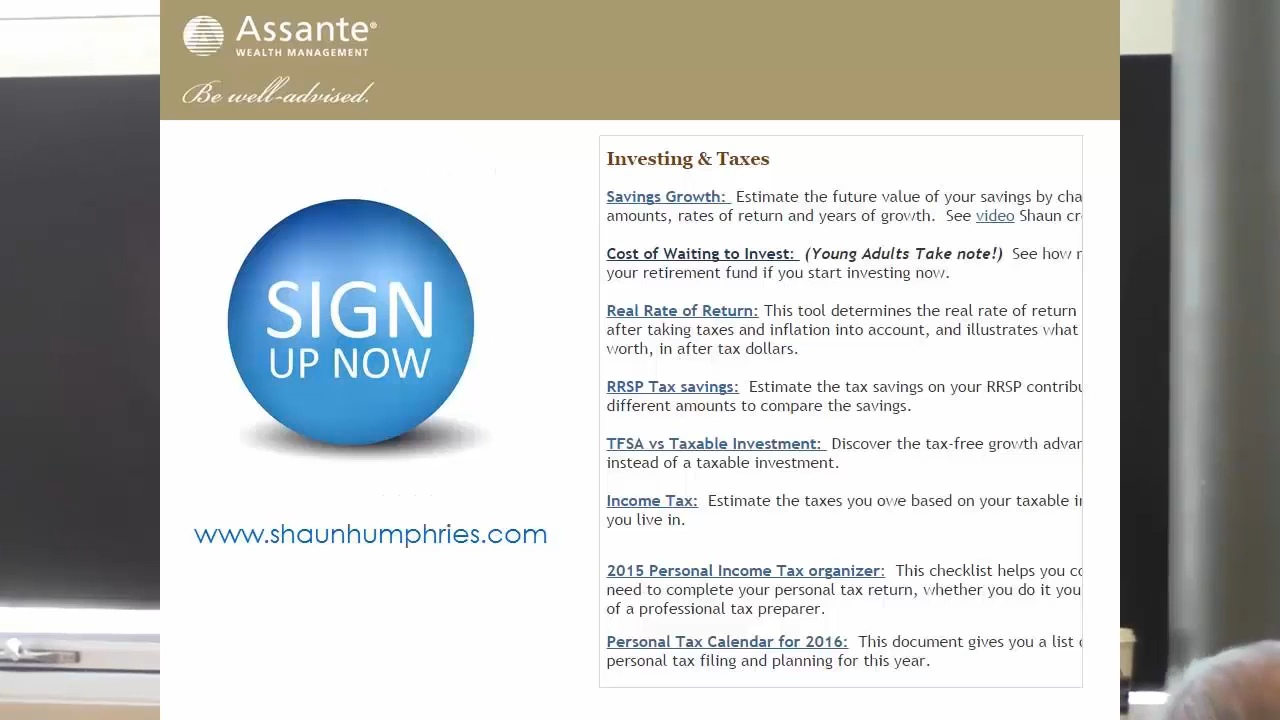 Assante®
WEALTH MANAGEMENT
Be well-advised.
SIGN
UP NOW
www.shaunhumphries.com
Investing & Taxes
Savings Growth: Estimate the future value of your savings by cha
amounts, rates of return and years of growth. See video Shaun cr
Cost of Waiting to Invest: (Young Adults Take note!) See how
your retirement fund if you start investing now.
Real Rate of Return: This tool determines the real rate of return
after taking taxes and inflation into account, and illustrates what
worth, in after tax dollars.
RRSP Tax savings: Estimate the tax savings on your RRSP contribu
different amounts to compare the savings.
TFSA vs Taxable Investment: Discover the tax-free growth advan
instead of a taxable investment.
Income Tax: Estimate the taxes you owe based on your taxable in
you live in.
2015 Personal Income Tax organizer: This checklist helps you co
need to complete your personal tax return, whether you do it you
of a professional tax preparer.
Personal Tax Calendar for 2016: This document gives you a list
personal tax filing and planning for this year.